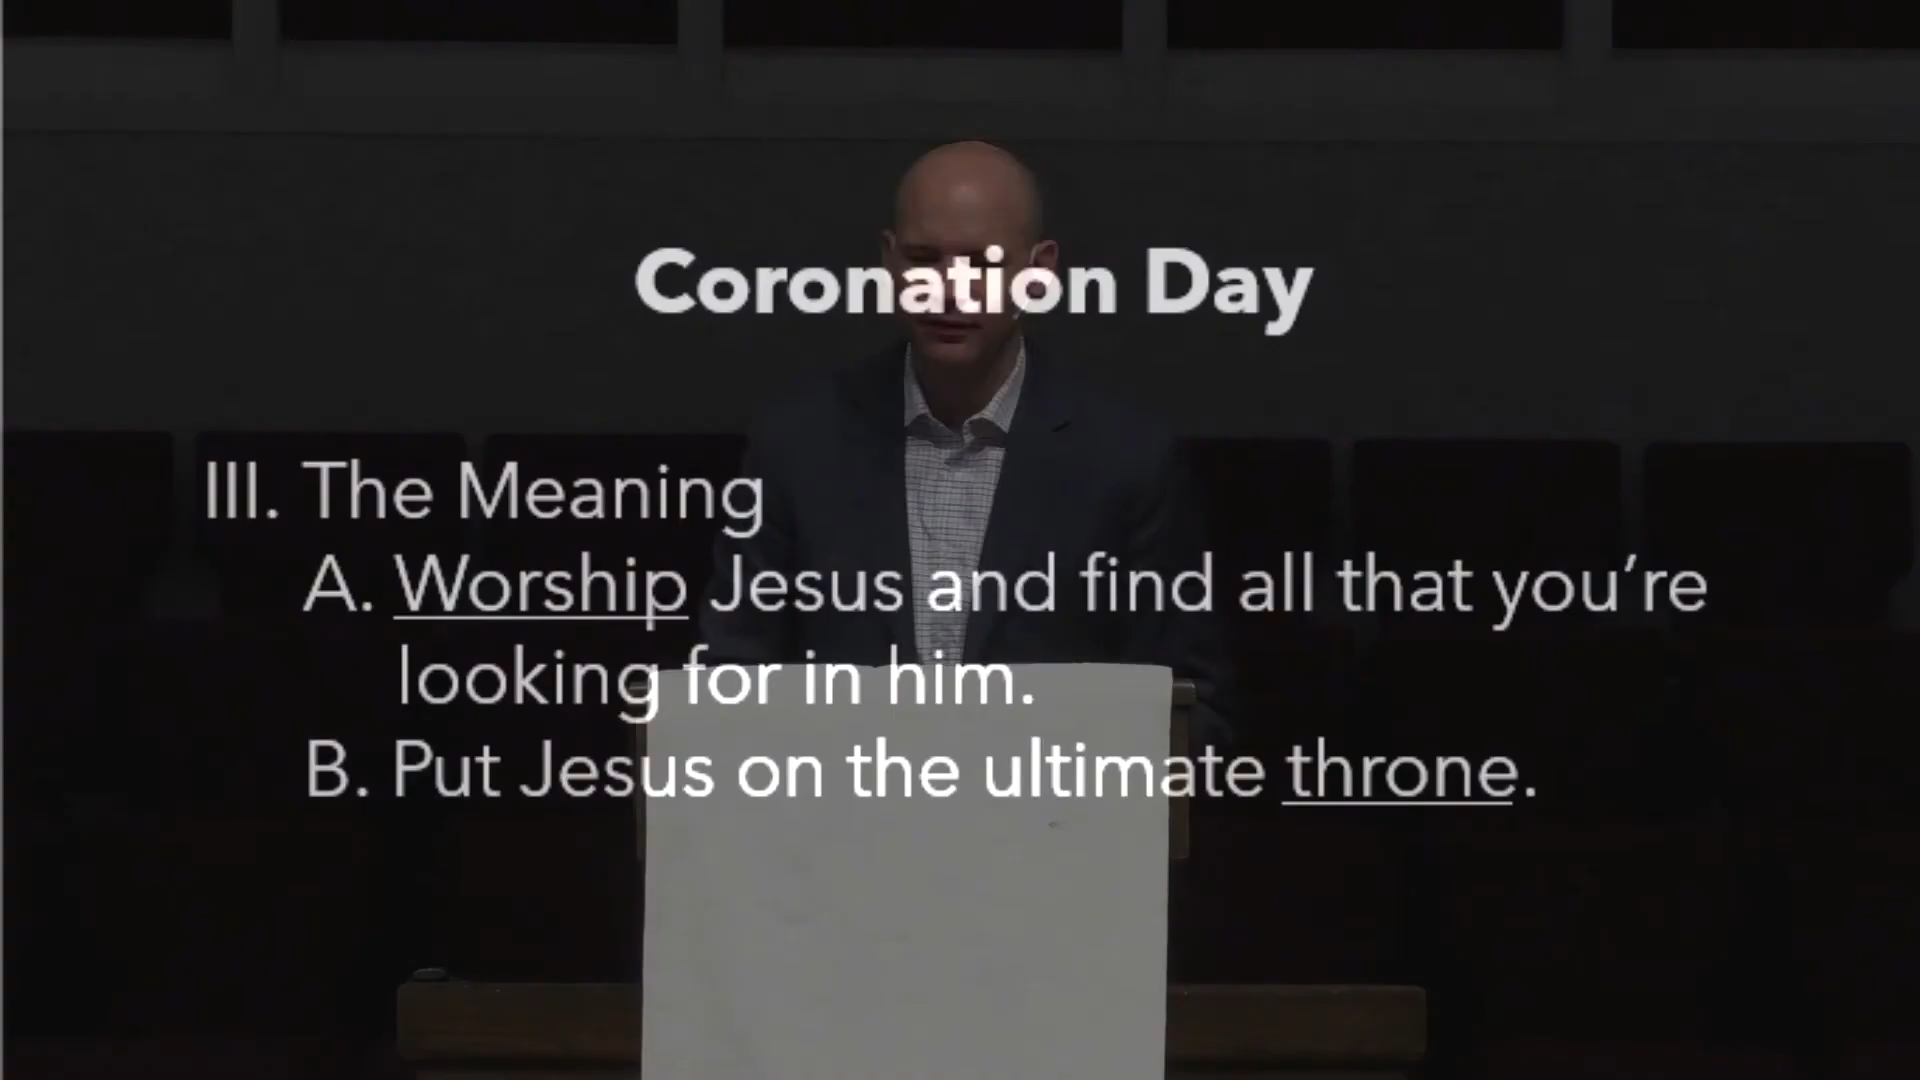 Coronation Day
III. The Meaning
A. Worship Jesus and find all that you’re
looking for in him.
B. Put Jesus on the ultimate throne.